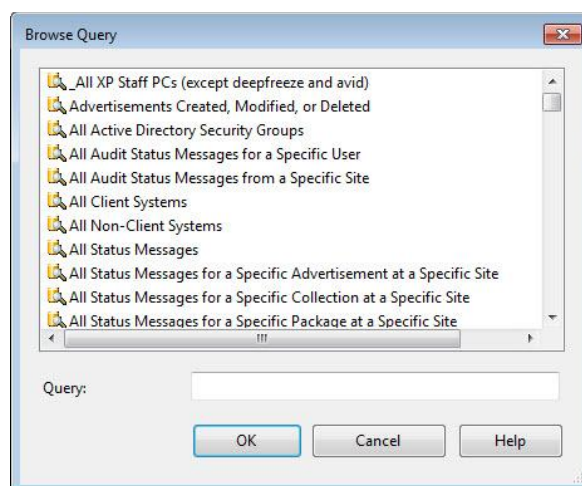 Browse Query
_All XP Staff PCs (except deepfreeze and avid)
Advertisements Created, Modified, or Deleted
All Active Directory Security Groups
All Audit Status Messages for a Specific User
All Audit Status Messages from a Specific Site
All Client Systems
All Non-Client Systems
All Status Messages
All Status Messages for a Specific Advertisement at a Specific Site
All Status Messages for a Specific Collection at a Specific Site
All Status Messages for a Specific Package at a Specific Site
Query:
OK Cancel Help